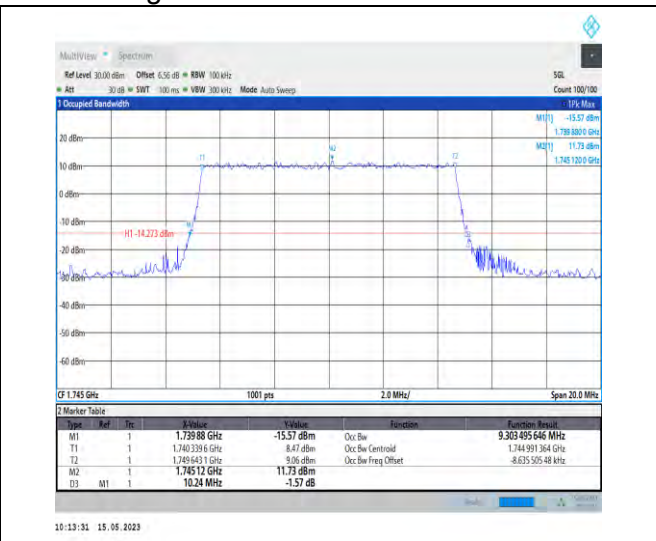 MultiView Spectrum
Ref Level 30.00 dBm Offset 6.56 dB RBW 100 kHz SGL
Att 30 dB SWT 100 ms VBW 300 kHz Mode Auto Sweep Count 100/100
1 Occupied Bandwidth 1Pk Max
M1[1] -15.57 dBm
1.739 880 0 GHz
M2[1] 11.73 dBm
1.745 120 0 GHz
20 dBm
T1 M2 T2
10 dBm
0 dBm
-10 dBm
H1 -14.273 dBm
-20 dBm
-30 dBm
-40 dBm
-50 dBm
-60 dBm
CF 1.745 GHz 1001 pts 2.0 MHz/ Span 20.0 MHz
2 Marker Table
Type Ref Trc X-Value Y-Value Function Function Result
M1 1 1.739 88 GHz -15.57 dBm Occ Bw 9.303 495 646 MHz
T1 1 1.740 339 6 GHz 8.47 dBm Occ Bw Centroid 1.744 991 364 GHz
T2 1 1.749 643 1 GHz 9.06 dBm Occ Bw Freq Offset -8.635 505 48 kHz
M2 1 1.745 12 GHz 11.73 dBm
D3 M1 1 10.24 MHz -1.57 dB
10:13:31 15.05.2023